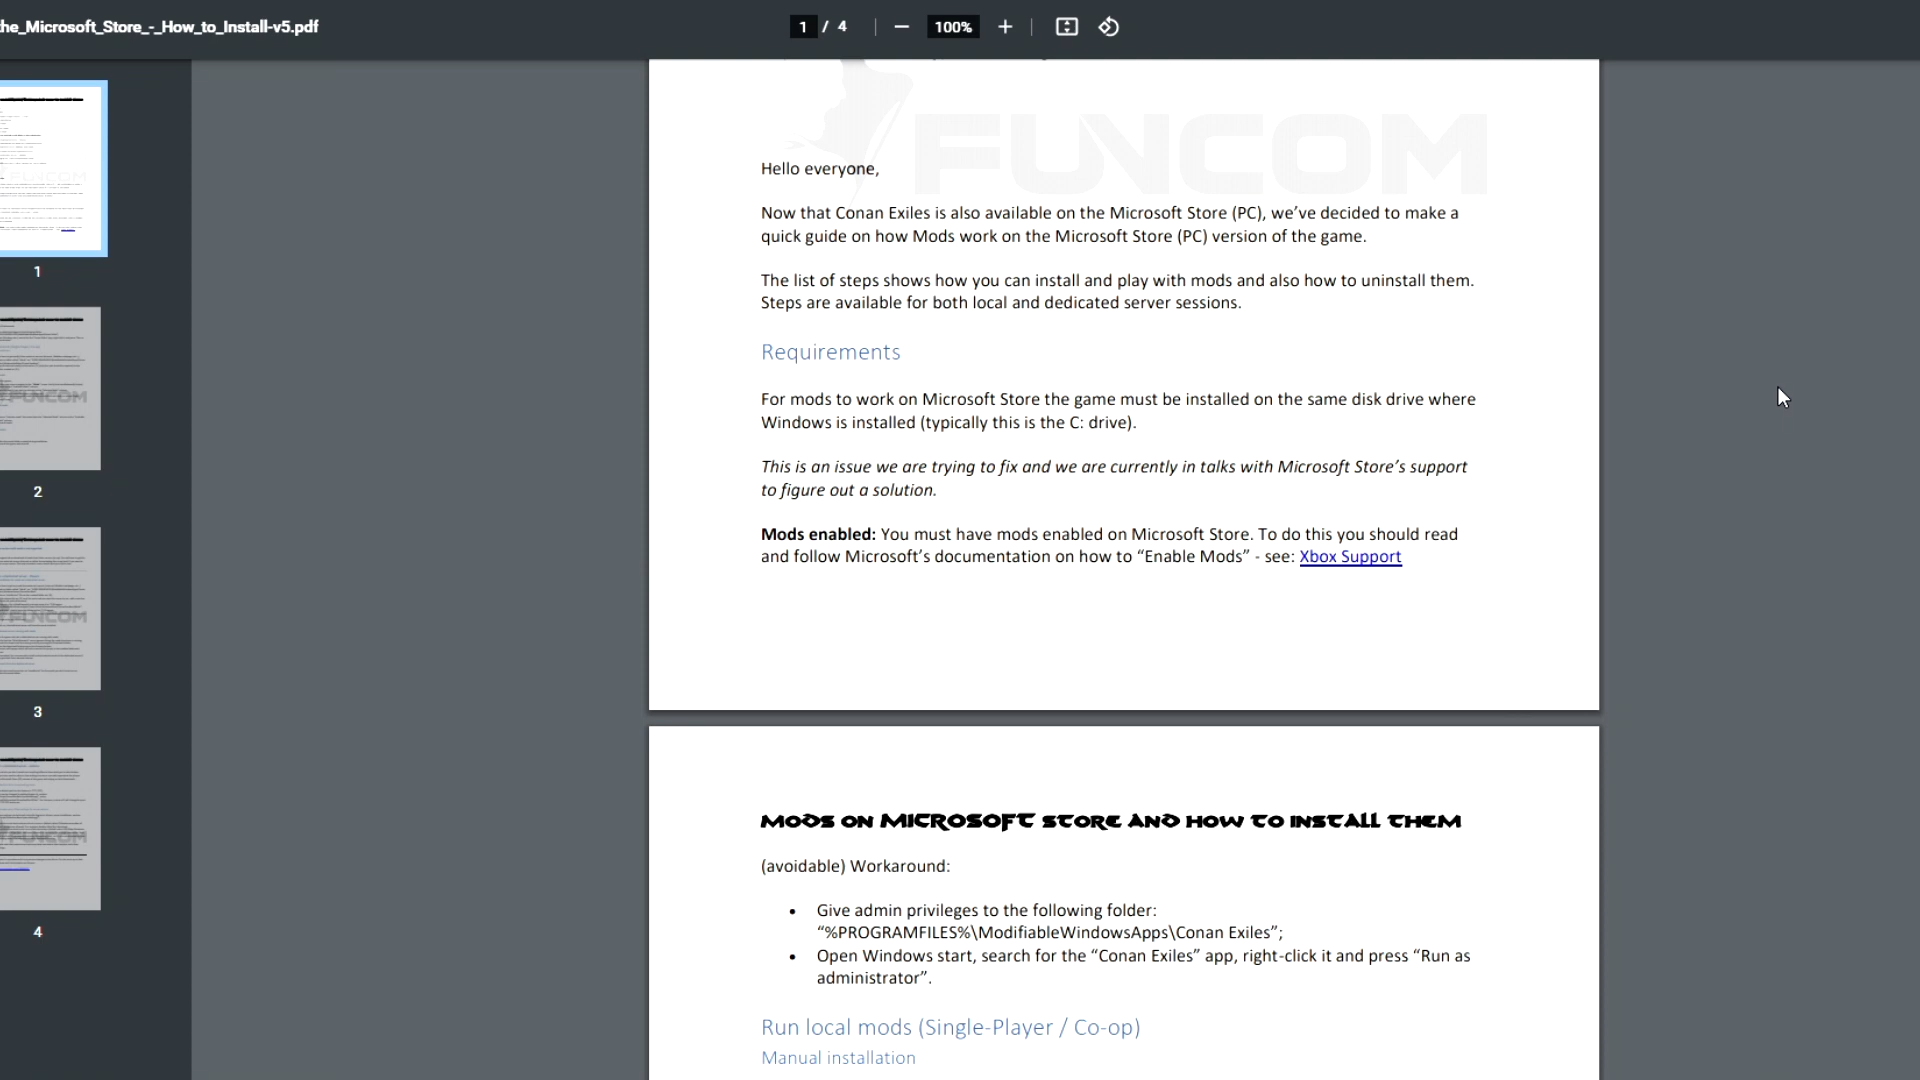 the_Microsoft_Store_-_How_to_Install-v5.pdf
1 / 4
100%
1
2
3
4
FUNCOM
Hello everyone,
Now that Conan Exiles is also available on the Microsoft Store (PC), we’ve decided to make a
quick guide on how Mods work on the Microsoft Store (PC) version of the game.
The list of steps shows how you can install and play with mods and also how to uninstall them.
Steps are available for both local and dedicated server sessions.
Requirements
For mods to work on Microsoft Store the game must be installed on the same disk drive where
Windows is installed (typically this is the C: drive).
This is an issue we are trying to fix and we are currently in talks with Microsoft Store’s support
to figure out a solution.
Mods enabled: You must have mods enabled on Microsoft Store. To do this you should read
and follow Microsoft’s documentation on how to “Enable Mods” - see: Xbox Support
MODS ON MICROSOFT STORE AND HOW TO INSTALL THEM
(avoidable) Workaround:
• Give admin privileges to the following folder:
“%PROGRAMFILES%\ModifiableWindowsApps\Conan Exiles”;
• Open Windows start, search for the “Conan Exiles” app, right-click it and press “Run as
administrator”.
Run local mods (Single-Player / Co-op)
Manual installation